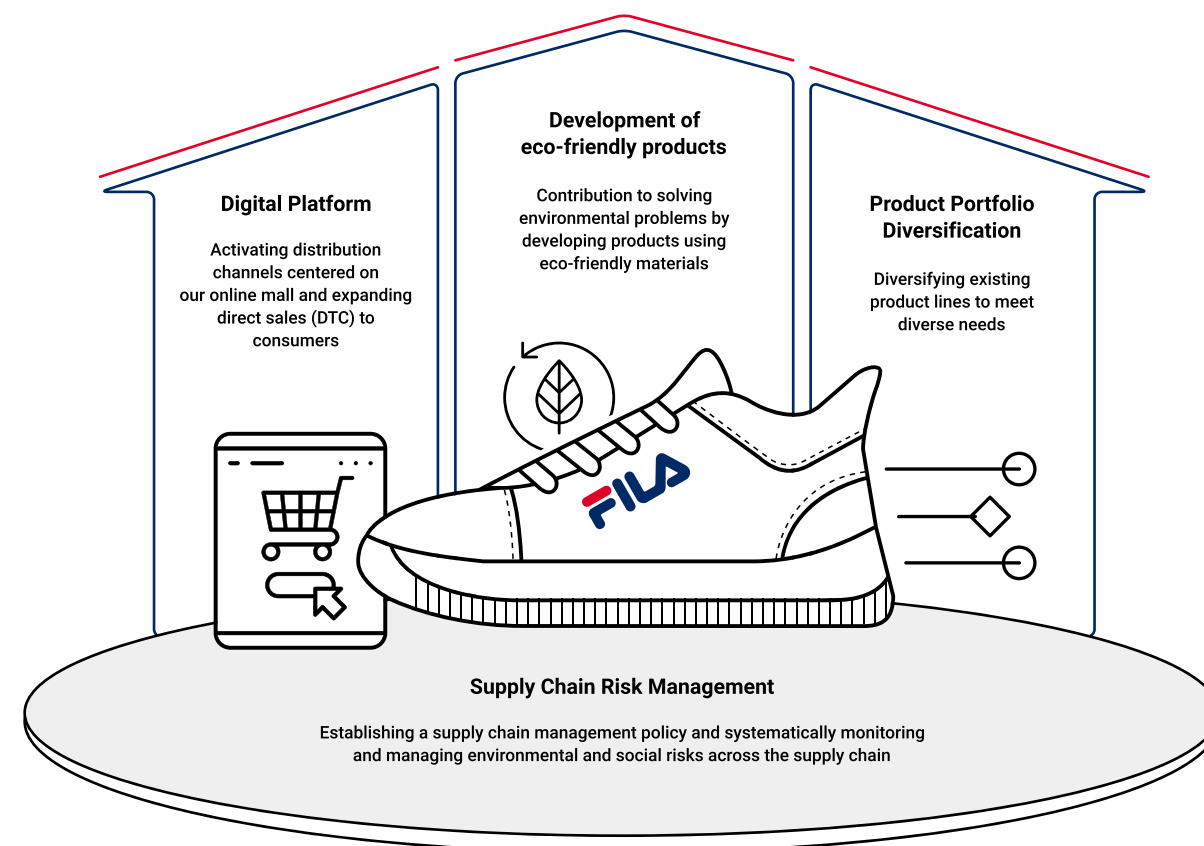 Development of
eco-friendly products
Contribution to solving
environmental problems by
developing products using
eco-friendly materials
Digital Platform
Activating distribution
channels centered on
our online mall and expanding
direct sales (DTC) to
consumers
Product Portfolio
Diversification
Diversifying existing
product lines to meet
diverse needs
FILA
Supply Chain Risk Management
Establishing a supply chain management policy and systematically monitoring
and managing environmental and social risks across the supply chain